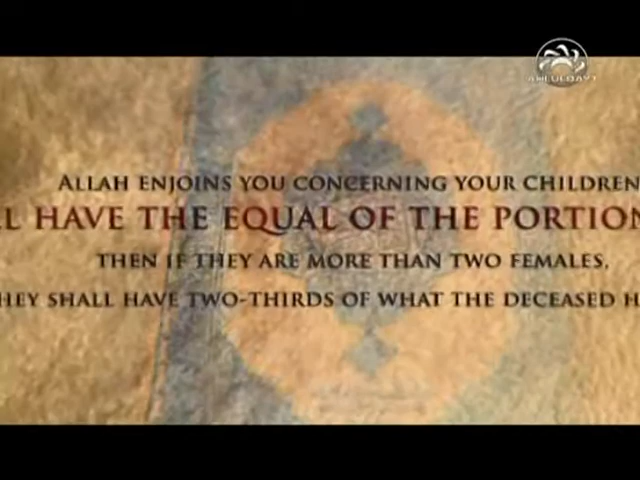 AHLULBAYT
ALLAH ENJOINS YOU CONCERNING YOUR CHILDREN
HAVE THE EQUAL OF THE PORTION
THEN IF THEY ARE MORE THAN TWO FEMALES,
HEY SHALL HAVE TWO-THIRDS OF WHAT THE DECEASED H